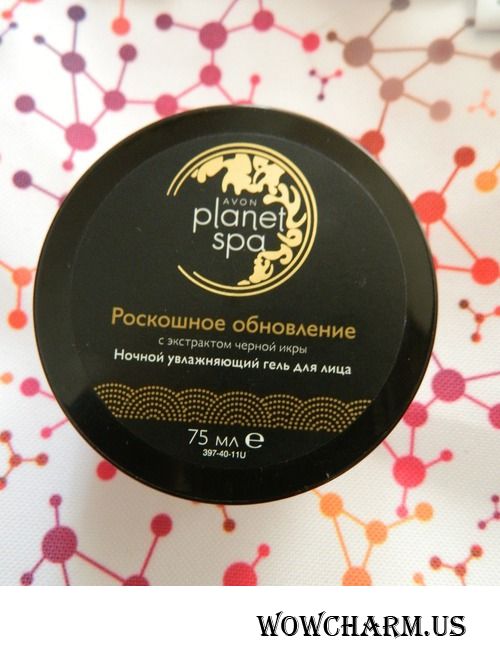 AVON
planet
spa
Роскошное обновление
с экстрактом черной икры
Ночной увлажняющий гель для лица
75 мл e
397-40-11U
WOWCHARM.US